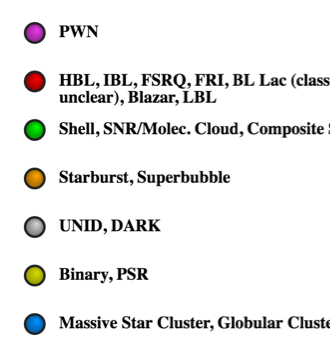 PWN
HBL, IBL, FSRQ, FRI, BL Lac (class
unclear), Blazar, LBL
Shell, SNR/Molec. Cloud, Composite
Starburst, Superbubble
UNID, DARK
Binary, PSR
Massive Star Cluster, Globular